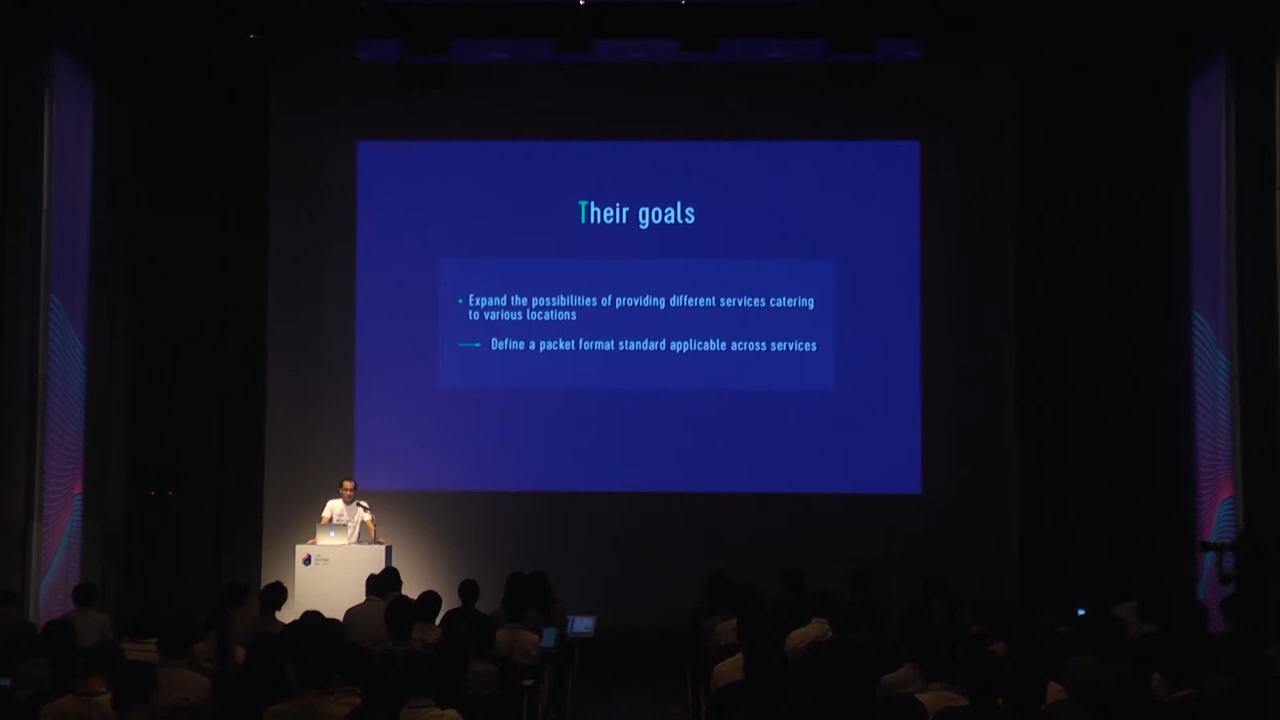 Their goals
• Expand the possibilities of providing different services catering
to various locations
Define a packet format standard applicable across services